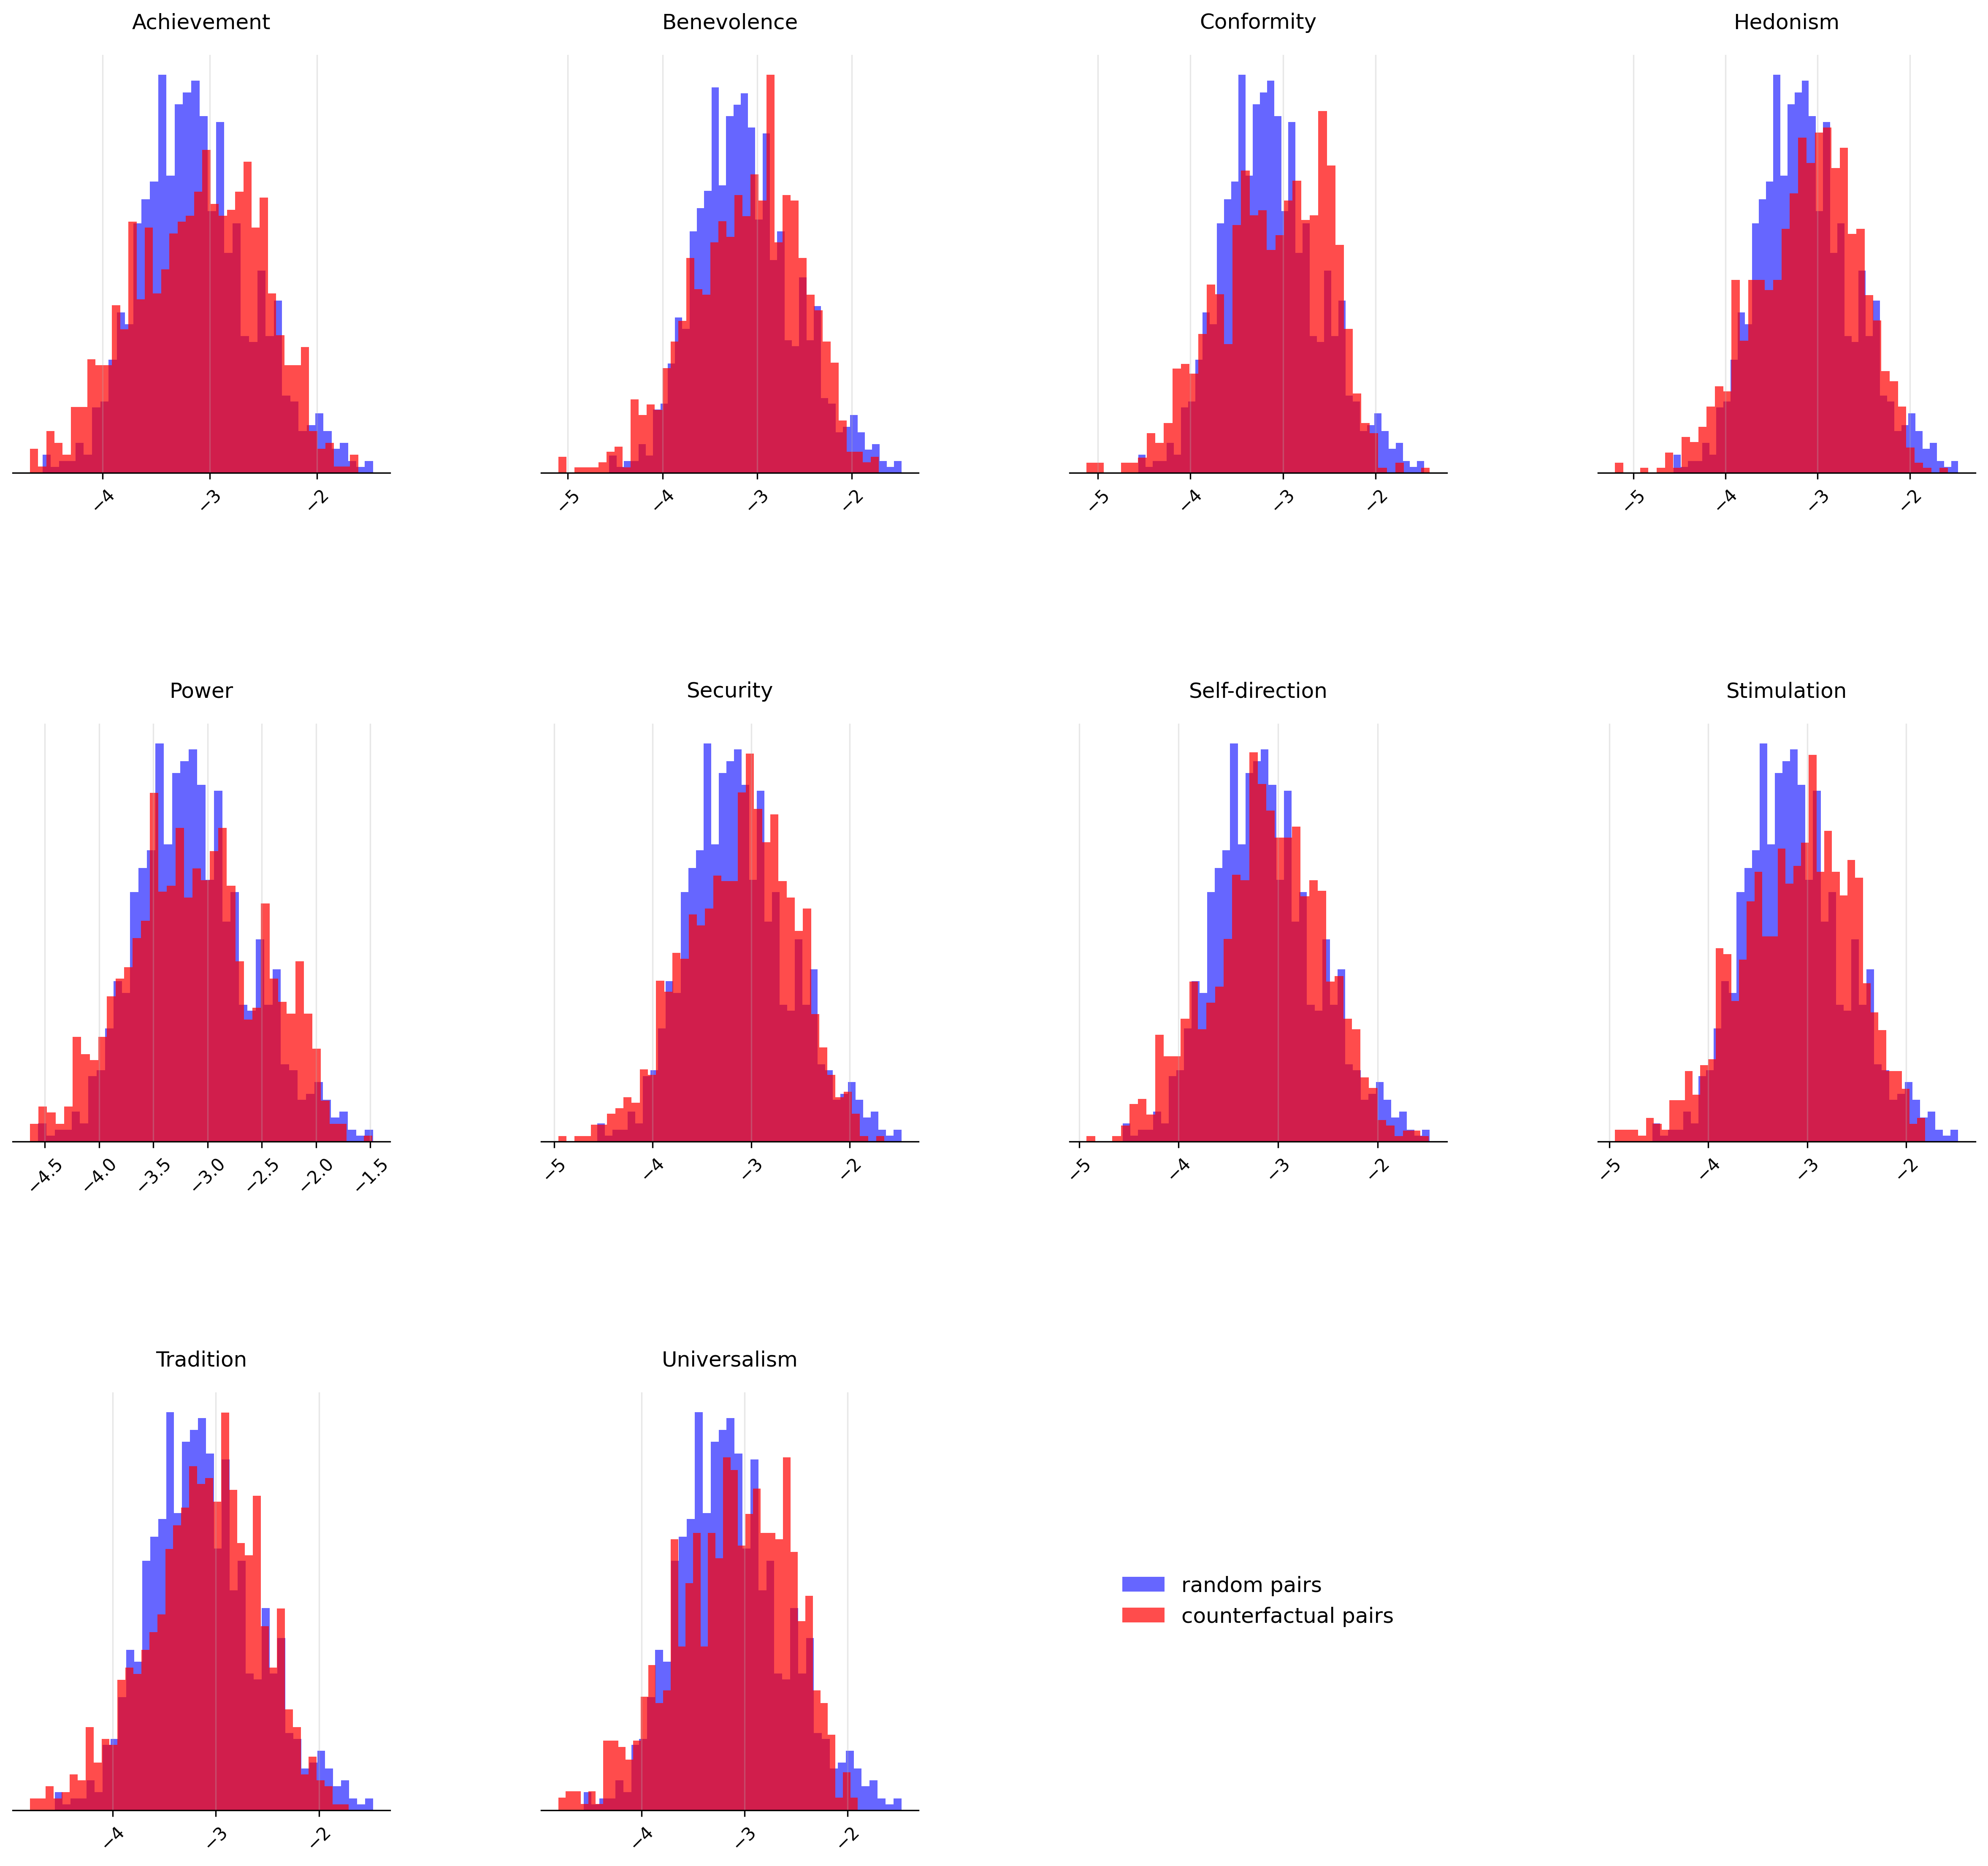 Achievement Benevolence Conformity Hedonism
−4 −3 −2 −5 −4 −3 −2 −5 −4 −3 −2 −5 −4 −3 −2
Power Security Self-direction Stimulation
−4.5 −4.0 −3.5 −3.0 −2.5 −2.0 −1.5 −5 −4 −3 −2 −5 −4 −3 −2 −5 −4 −3 −2
Tradition Universalism
random pairs
counterfactual pairs
−4 −3 −2 −4 −3 −2